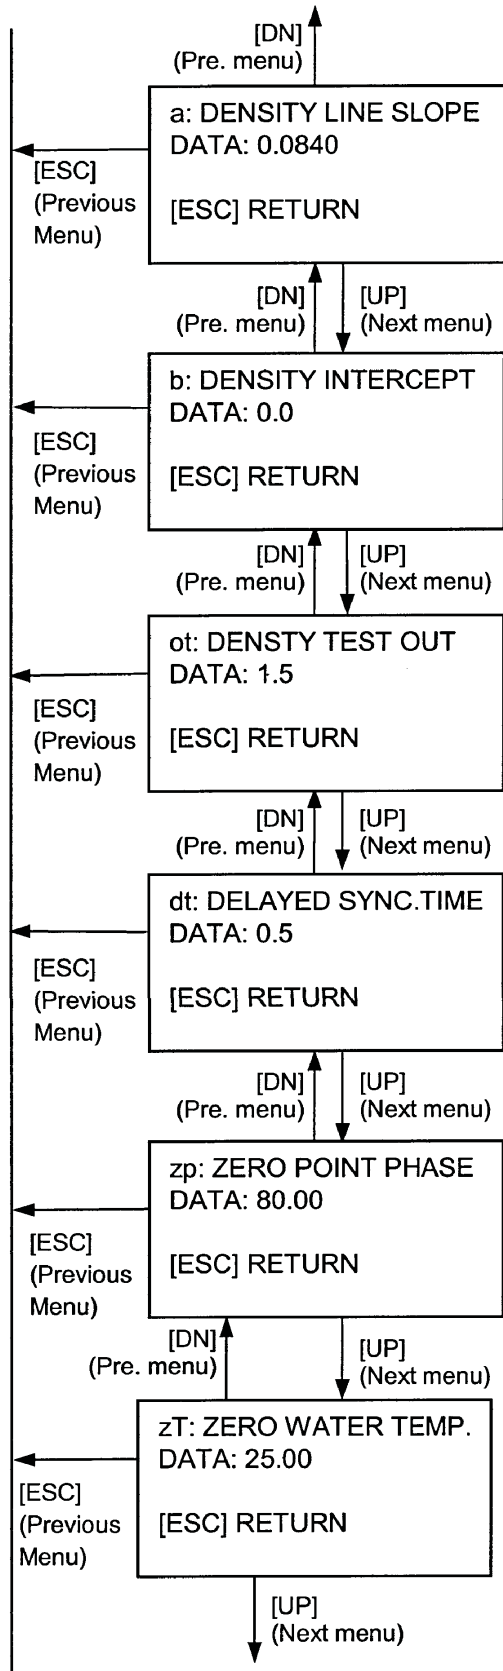 [DN]
(Pre. menu)
a: DENSITY LINE SLOPE
DATA: 0.0840
[ESC] RETURN
[ESC]
(Previous
Menu)
[DN]
(Pre. menu)
[UP]
(Next menu)
b: DENSITY INTERCEPT
DATA: 0.0
[ESC] RETURN
[ESC]
(Previous
Menu)
[DN]
(Pre. menu)
[UP]
(Next menu)
ot: DENSTY TEST OUT
DATA: 1.5
[ESC] RETURN
[ESC]
(Previous
Menu)
[DN]
(Pre. menu)
[UP]
(Next menu)
dt: DELAYED SYNC.TIME
DATA: 0.5
[ESC] RETURN
[ESC]
(Previous
Menu)
[DN]
(Pre. menu)
[UP]
(Next menu)
zp: ZERO POINT PHASE
DATA: 80.00
[ESC] RETURN
[ESC]
(Previous
Menu)
[DN]
(Pre. menu)
[UP]
(Next menu)
zT: ZERO WATER TEMP.
DATA: 25.00
[ESC] RETURN
[ESC]
(Previous
Menu)
[UP]
(Next menu)